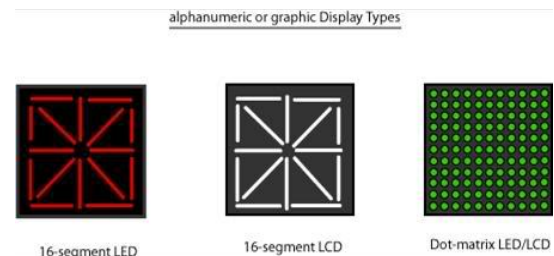 alphanumeric or graphic Display Types
16-segment LED
16-segment LCD
Dot-matrix LED/LCD